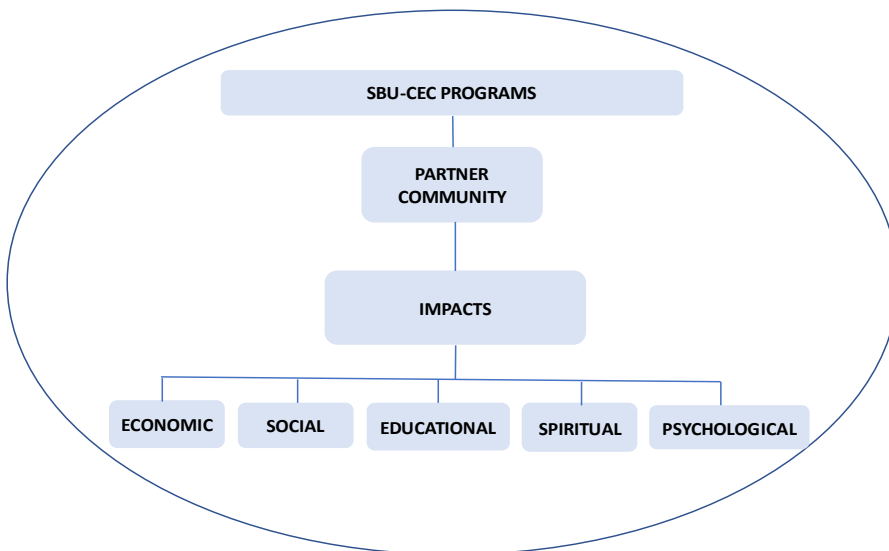 SBU-CEC PROGRAMS
PARTNER
COMMUNITY
IMPACTS
ECONOMIC
SOCIAL
EDUCATIONAL
SPIRITUAL
PSYCHOLOGICAL